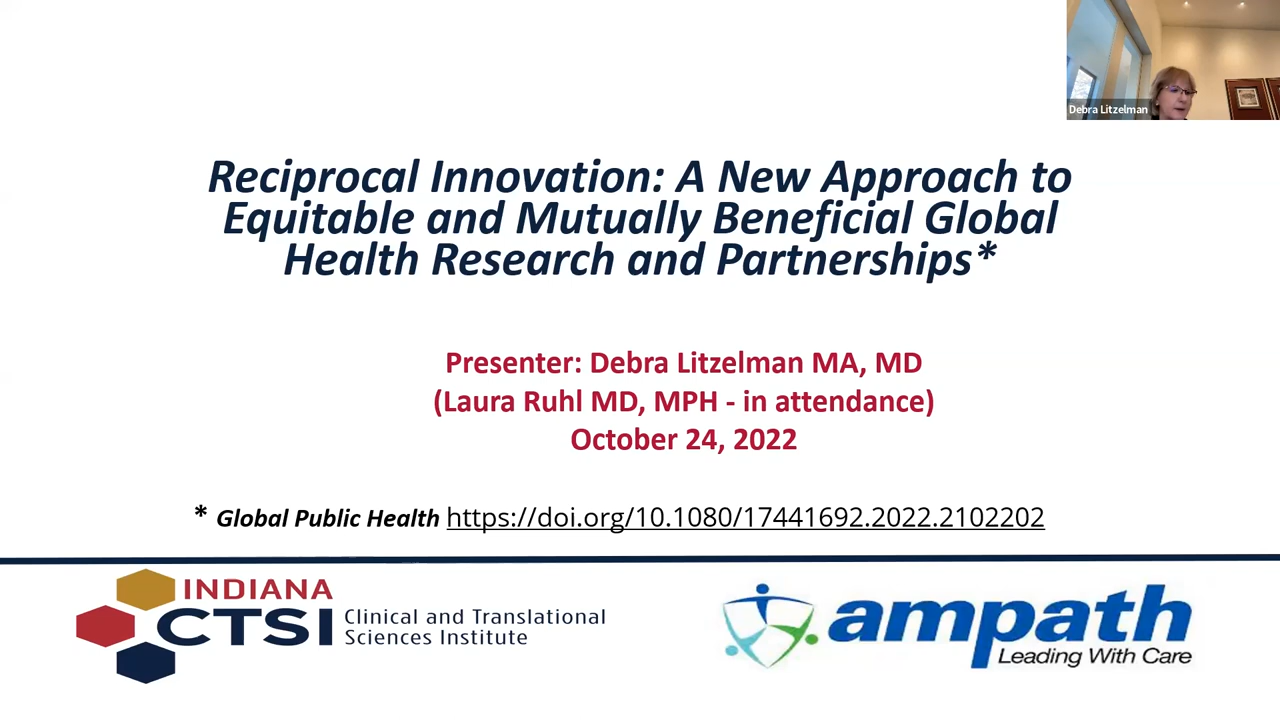 Debra Litzelman
Reciprocal Innovation: A New Approach to
Equitable and Mutually Beneficial Global
Health Research and Partnerships*
Presenter: Debra Litzelman MA, MD
(Laura Ruhl MD, MPH - in attendance)
October 24, 2022
* Global Public Health https://doi.org/10.1080/17441692.2022.2102202
INDIANA
CTSI
Clinical and Translational
Sciences Institute
ampath
Leading With Care